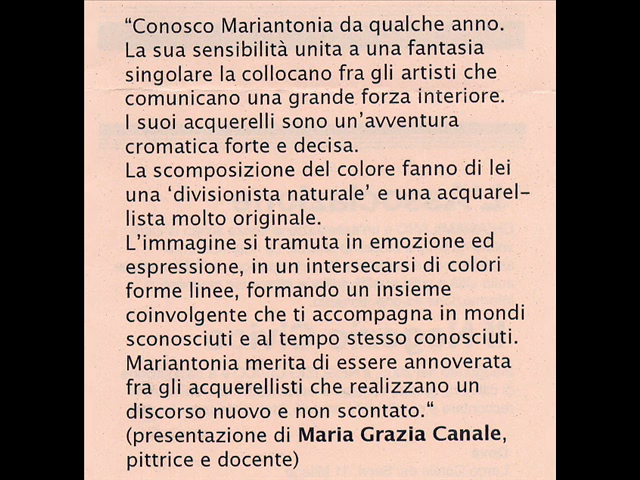 “Conosco Mariantonia da qualche anno.
La sua sensibilità unita a una fantasia
singolare la collocano fra gli artisti che
comunicano una grande forza interiore.
I suoi acquerelli sono un’avventura
cromatica forte e decisa.
La scomposizione del colore fanno di lei
una ‘divisionista naturale’ e una acquarel-
lista molto originale.
L’immagine si tramuta in emozione ed
espressione, in un intersecarsi di colori
forme linee, formando un insieme
coinvolgente che ti accompagna in mondi
sconosciuti e al tempo stesso conosciuti.
Mariantonia merita di essere annoverata
fra gli acquerellisti che realizzano un
discorso nuovo e non scontato.“
(presentazione di Maria Grazia Canale,
pittrice e docente)